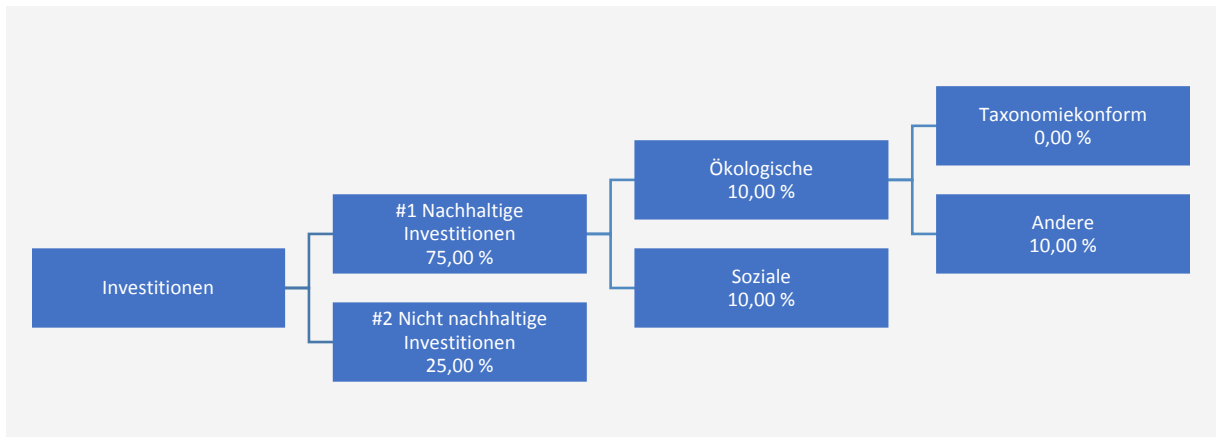 Investitionen
#1 Nachhaltige
Investitionen
75,00 %
#2 Nicht nachhaltige
Investitionen
25,00 %
Ökologische
10,00 %
Soziale
10,00 %
Taxonomiekonform
0,00 %
Andere
10,00 %